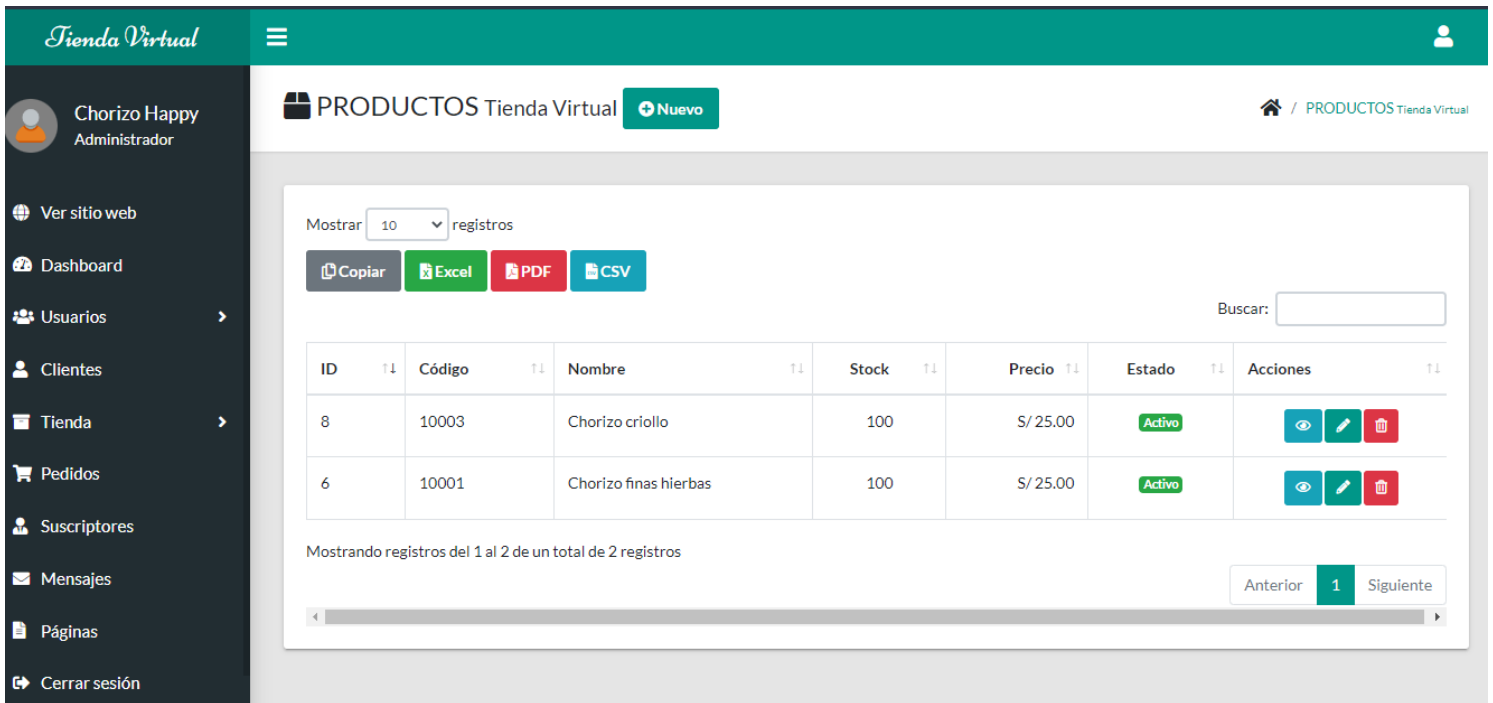 Tienda Virtual
Chorizo Happy
Administrador
Ver sitio web
Dashboard
Usuarios
Clientes
Tienda
Pedidos
Suscriptores
Mensajes
Páginas
Cerrar sesión
PRODUCTOS Tienda Virtual Nuevo
/ PRODUCTOS Tienda Virtual
Mostrar 10 registros
Copiar Excel PDF CSV
Buscar:
ID Código Nombre Stock Precio Estado Acciones
8 10003 Chorizo criollo 100 S/ 25.00 Activo
6 10001 Chorizo finas hierbas 100 S/ 25.00 Activo
Mostrando registros del 1 al 2 de un total de 2 registros
Anterior 1 Siguiente